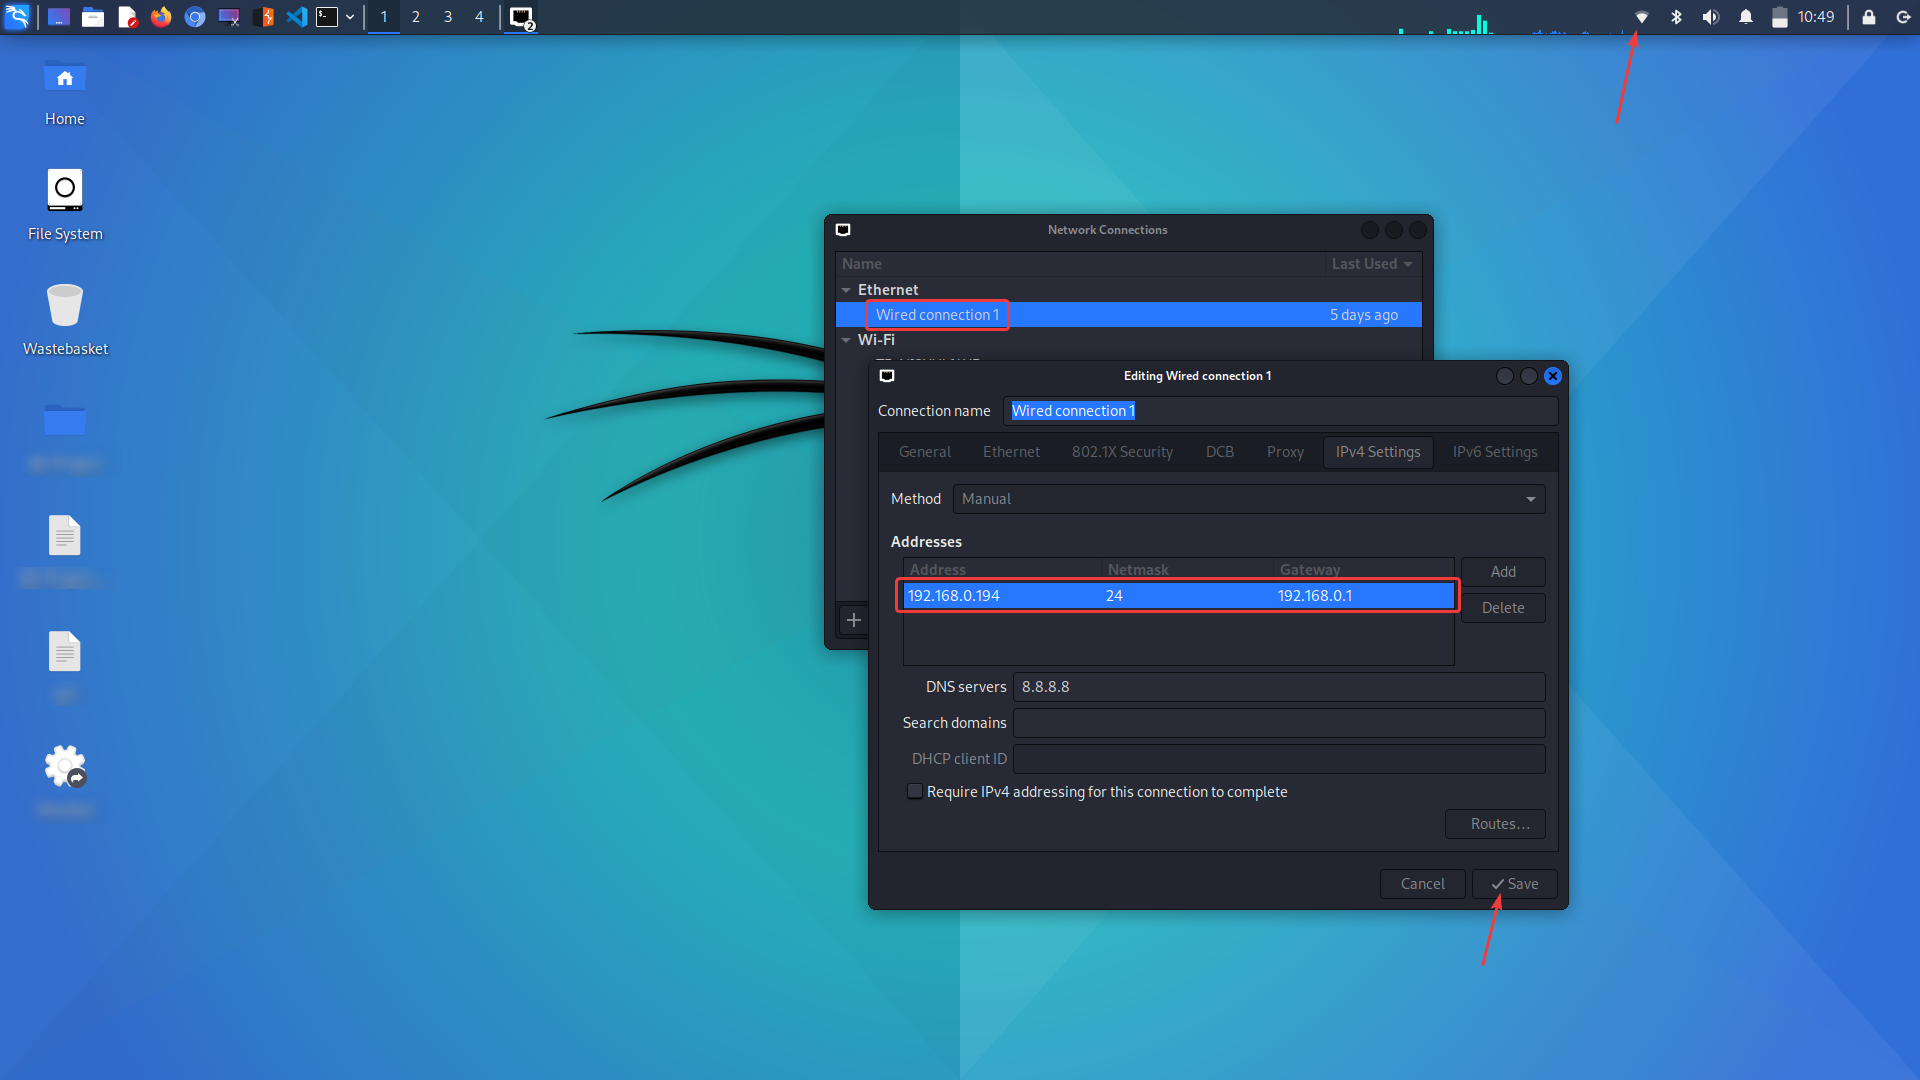 1 2 3 4 2
10:49
Home
File System
Wastebasket
Network Connections
Name Last Used
Ethernet
Wired connection 1 5 days ago
Wi-Fi
Editing Wired connection 1
Connection name Wired connection 1
General Ethernet 802.1X Security DCB Proxy IPv4 Settings IPv6 Settings
Method Manual
Addresses
Address Netmask Gateway
192.168.0.194 24 192.168.0.1
Add
Delete
DNS servers 8.8.8.8
Search domains
DHCP client ID
Require IPv4 addressing for this connection to complete
Routes…
Cancel Save